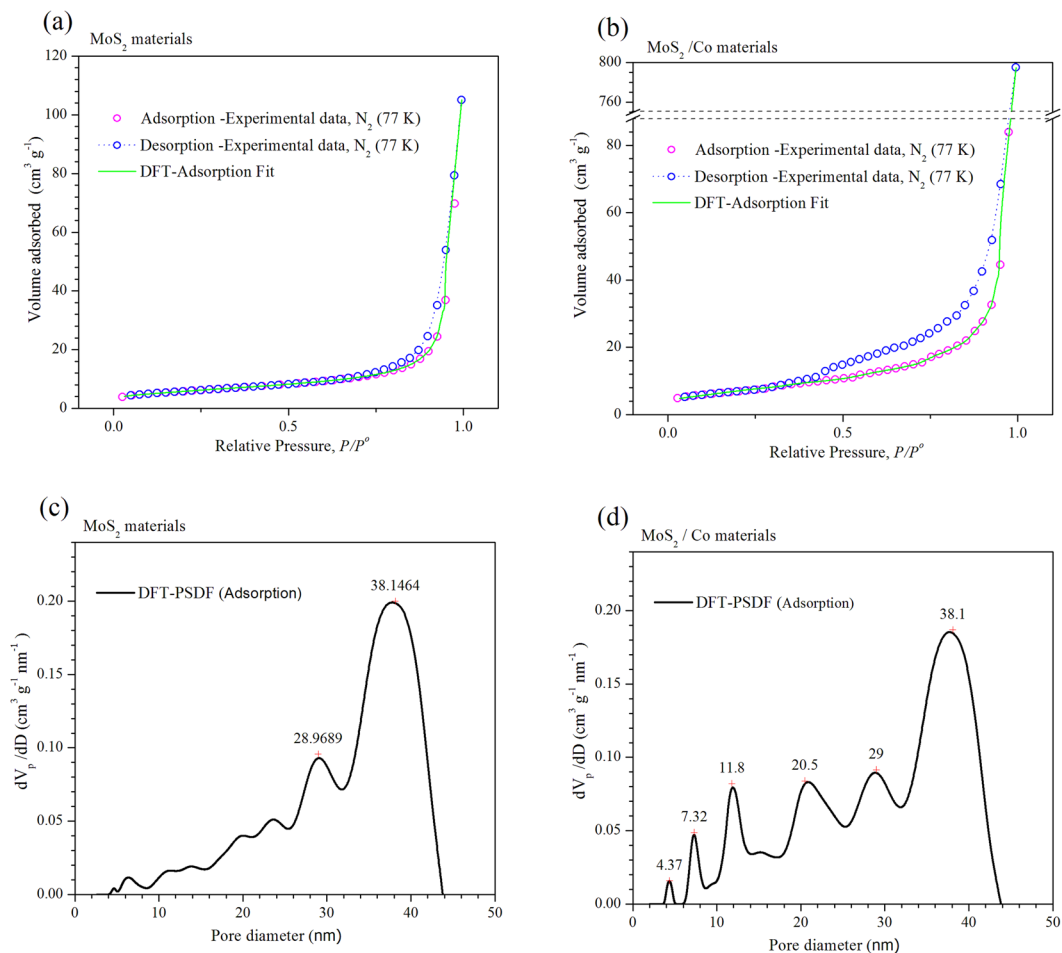 (a)
MoS₂ materials
120
100
80
60
40
20
0
Volume adsorbed (cm³ g⁻¹)
Adsorption -Experimental data, N₂ (77 K)
Desorption -Experimental data, N₂ (77 K)
DFT-Adsorption Fit
0.0 0.5 1.0
Relative Pressure, P/Pᵒ
(b)
MoS₂ /Co materials
800
760
80
60
40
20
0
Volume adsorbed (cm³ g⁻¹)
Adsorption -Experimental data, N₂ (77 K)
Desorption -Experimental data, N₂ (77 K)
DFT-Adsorption Fit
0.0 0.5 1.0
Relative Pressure, P/Pᵒ
(c)
MoS₂ materials
0.20
0.15
0.10
0.05
0.00
dVₚ /dD (cm³ g⁻¹ nm⁻¹ )
DFT-PSDF (Adsorption)
38.1464
28.9689
0 10 20 30 40 50
Pore diameter (nm)
(d)
MoS₂ / Co materials
0.20
0.15
0.10
0.05
0.00
dVₚ /dD (cm³ g⁻¹ nm⁻¹ )
DFT-PSDF (Adsorption)
38.1
29
20.5
11.8
7.32
4.37
0 10 20 30 40 50
Pore diameter (nm)